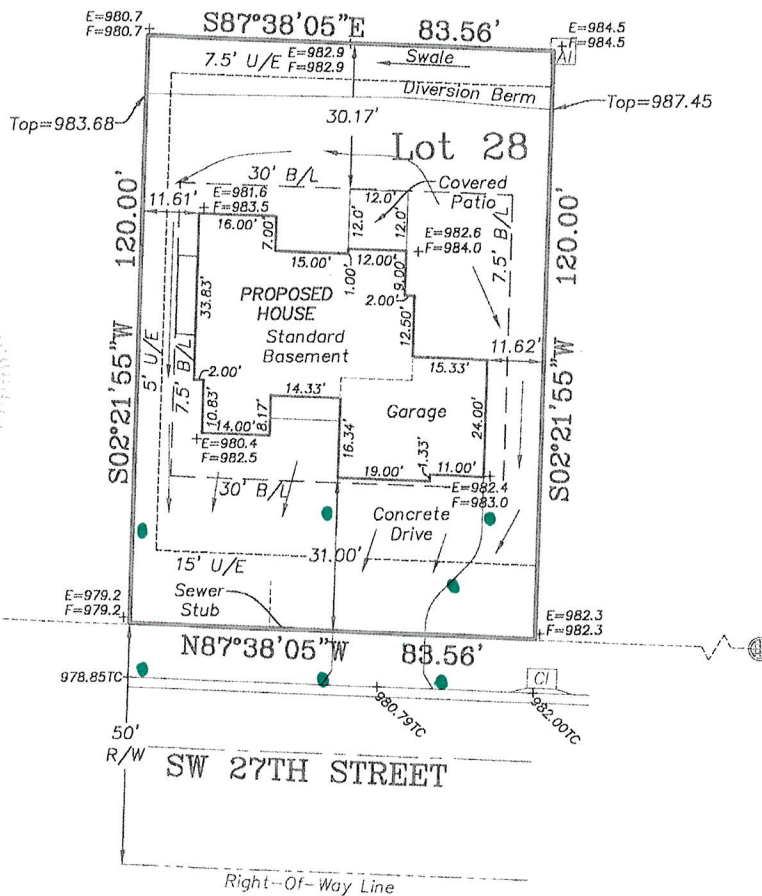 E=980.7
F=980.7
S87°38'05"E 83.56'
E=984.5
F=984.5
AI
7.5' U/E
E=982.9
F=982.9
Swale
Diversion Berm
Top=983.68
Top=987.45
30.17'
Lot 28
30' B/L
Covered
Patio
12.0'
12.0'
12.0'
11.61'
E=981.6
F=983.5
16.00'
7.00'
15.00'
1.00'
12.00'
9.00'
2.00'
12.50'
E=982.6
F=984.0
7.5' B/L
120.00'
120.00'
33.83'
PROPOSED
HOUSE
Standard
Basement
11.62'
15.33'
S02°21'55"W
S02°21'55"W
5' U/E
7.5' B/L
2.00'
10.83'
14.00'
8.17'
14.33'
16.34'
Garage
24.00'
19.00'
1.33'
11.00'
E=980.4
F=982.5
30' B/L
E=982.4
F=983.0
Concrete
Drive
31.00'
15' U/E
Sewer
Stub
E=979.2
F=979.2
E=982.3
F=982.3
N87°38'05"W 83.56'
CI
978.85TC
980.79TC
982.00TC
50'
R/W
SW 27TH STREET
Right-Of-Way Line